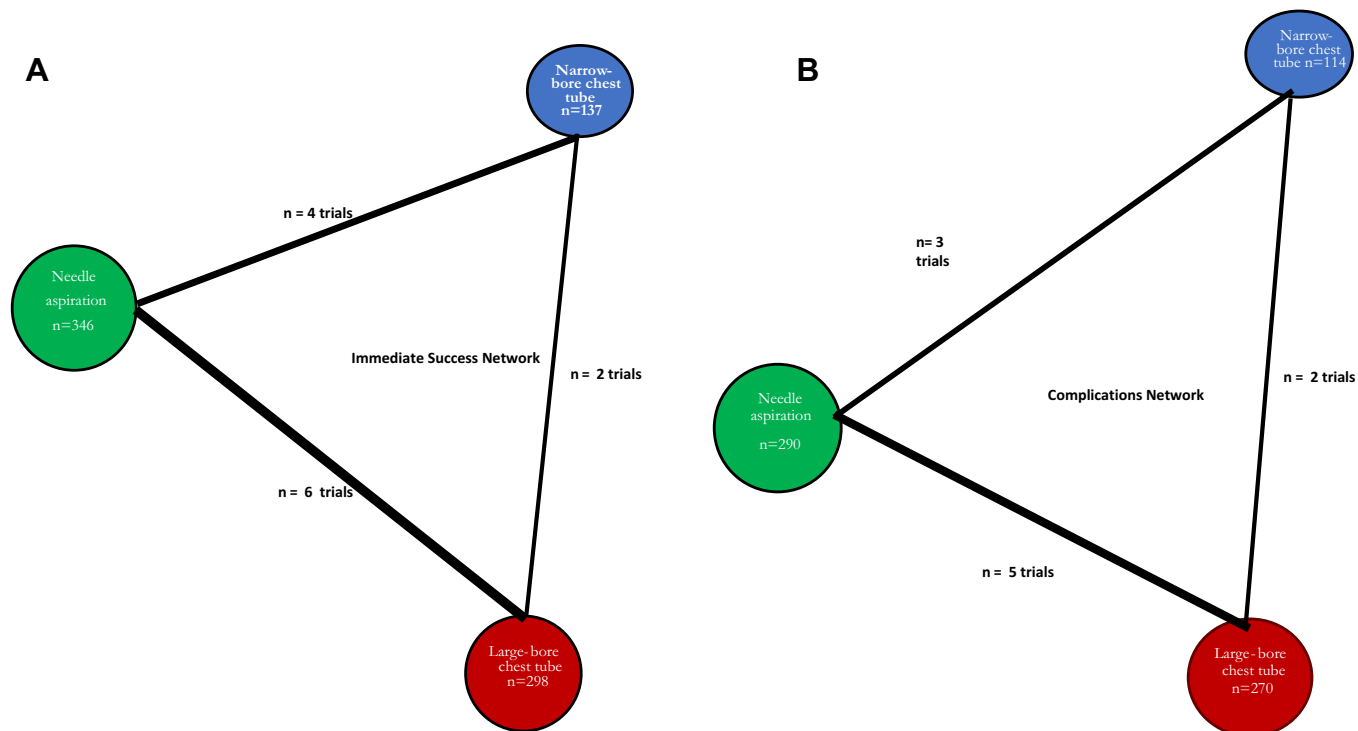 A
Narrow-
bore chest
tube
n=137
n = 4 trials
Needle
aspiration
n=346
Immediate Success Network
n = 2 trials
n = 6 trials
Large-bore
chest tube
n=298
B
Narrow-
bore chest
tube n=114
n= 3
trials
Needle
aspiration
n=290
Complications Network
n = 2 trials
n = 5 trials
Large-bore
chest tube
n=270